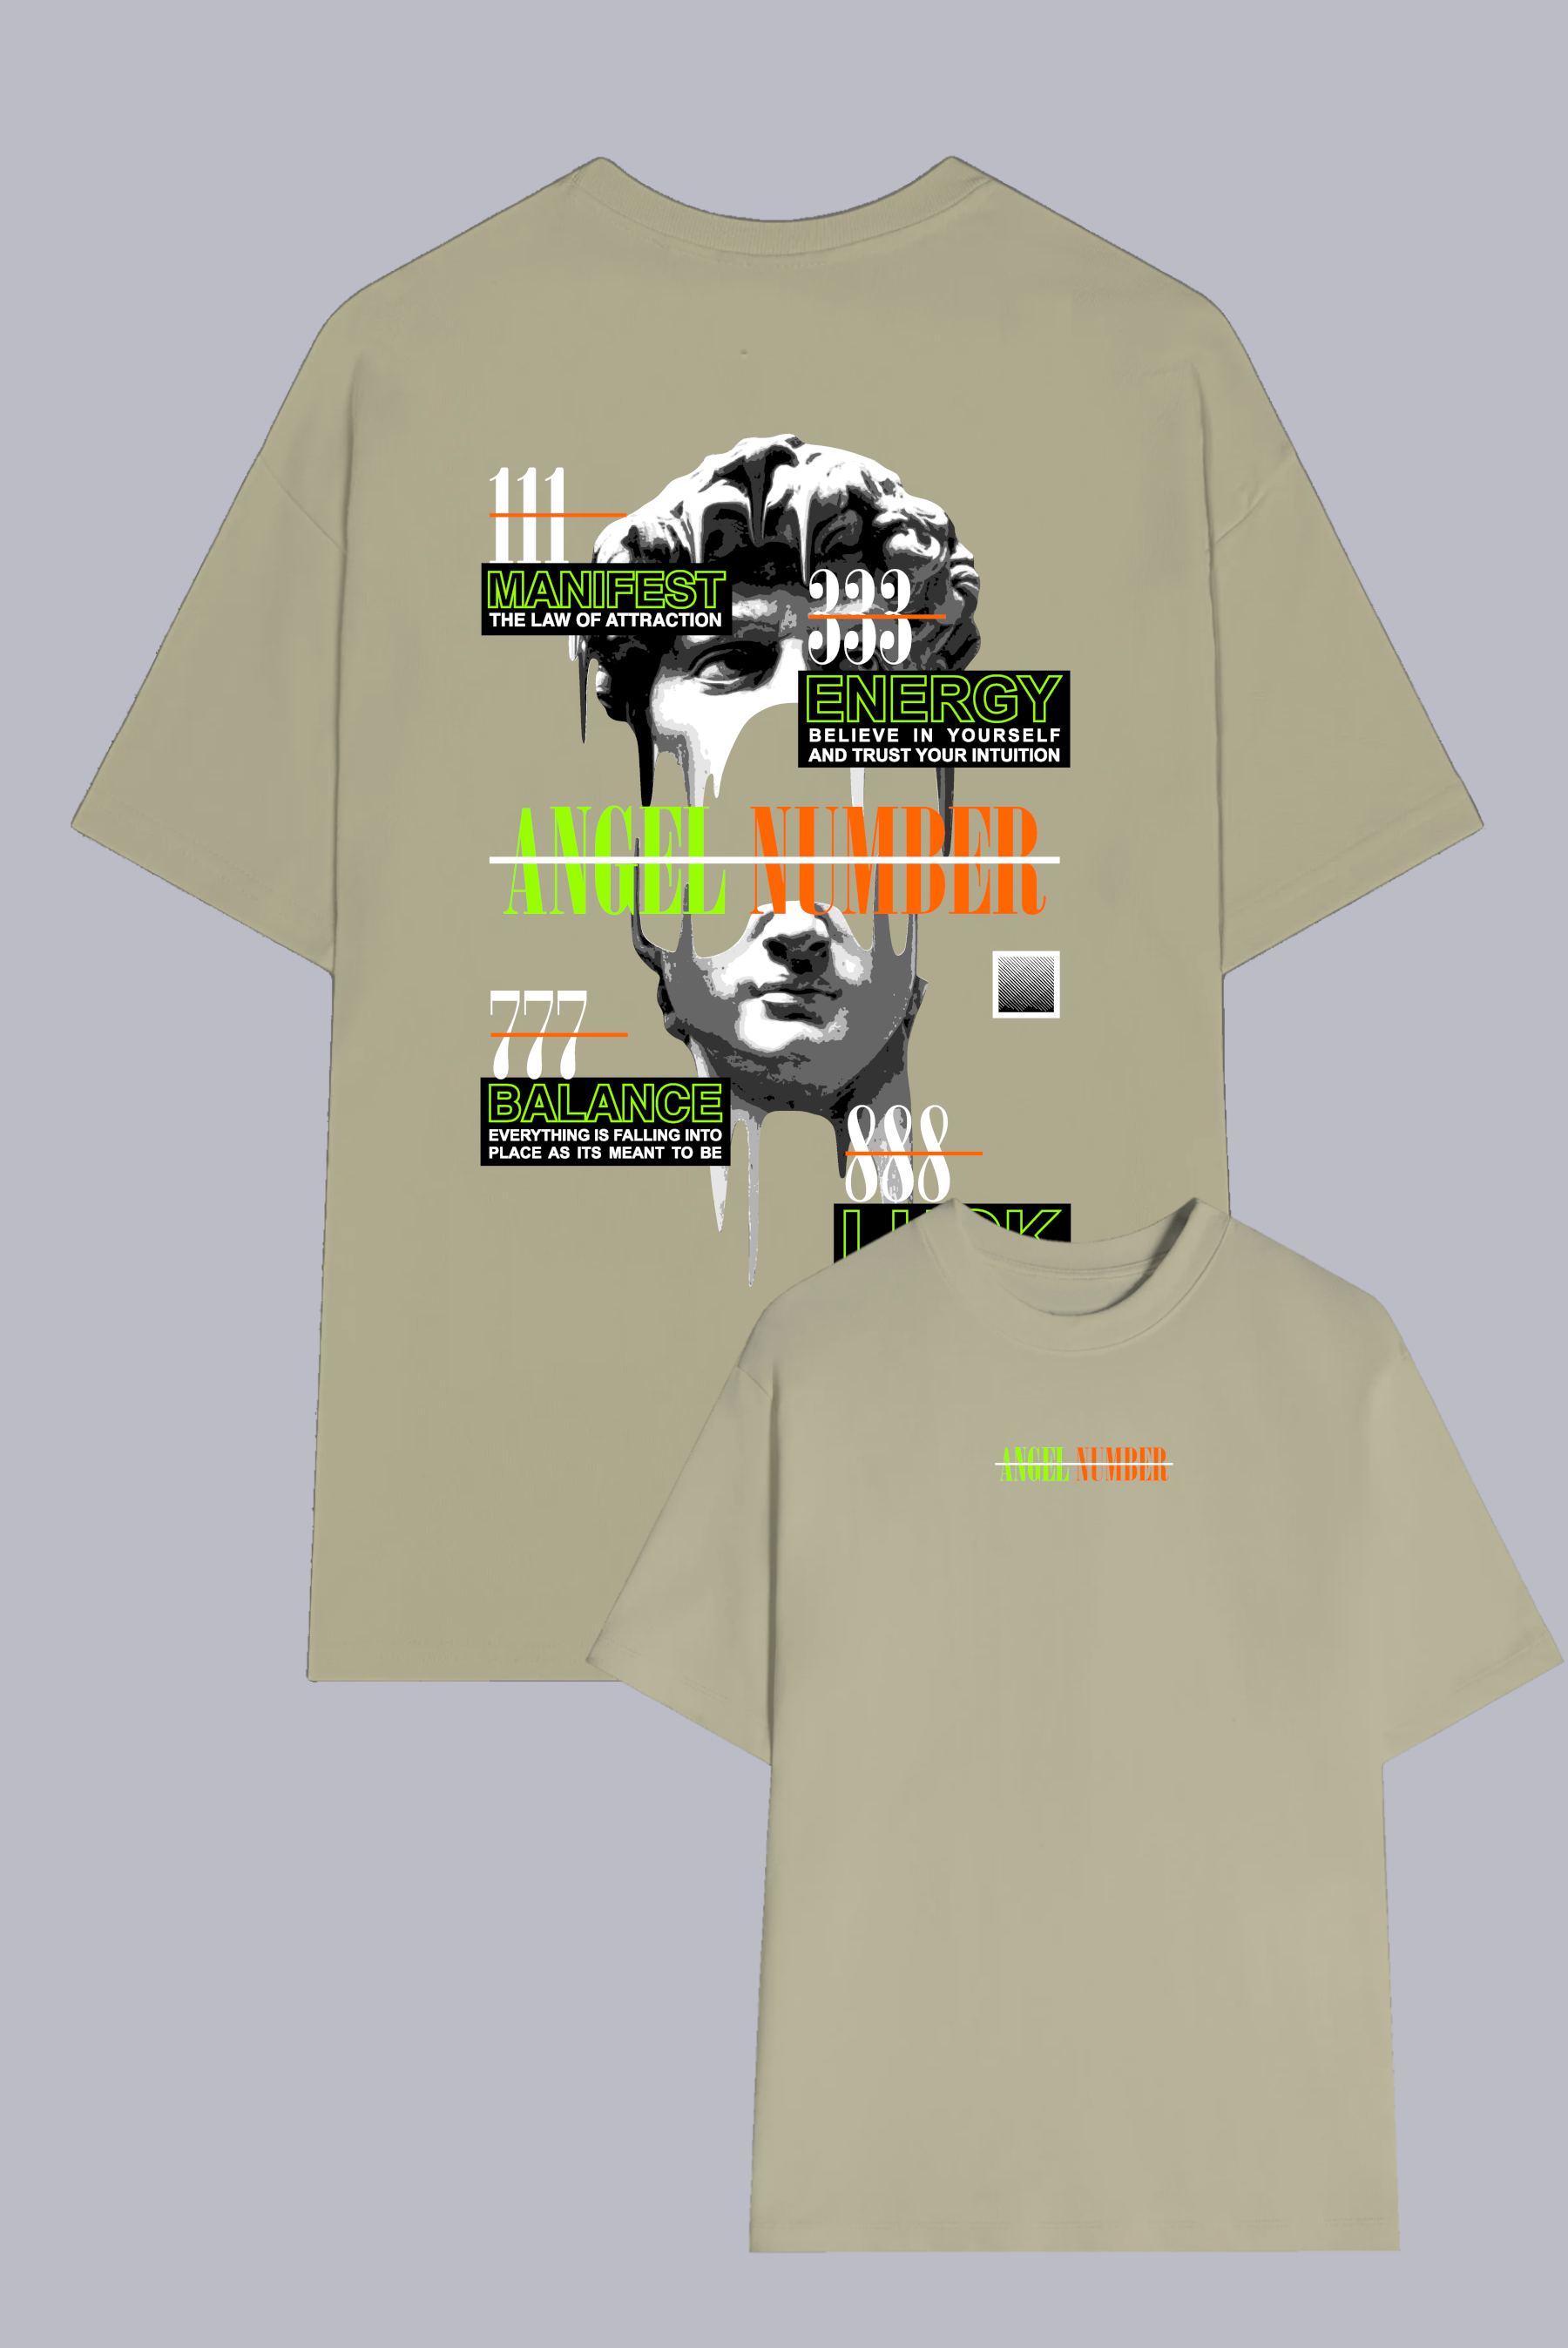 111
MANIFEST
THE LAW OF ATTRACTION
333
ENERGY
BELIEVE IN YOURSELF
AND TRUST YOUR INTUITION
ANGEL NUMBER
777
BALANCE
EVERYTHING IS FALLING INTO
PLACE AS ITS MEANT TO BE
888
LUCK
ANGEL NUMBER